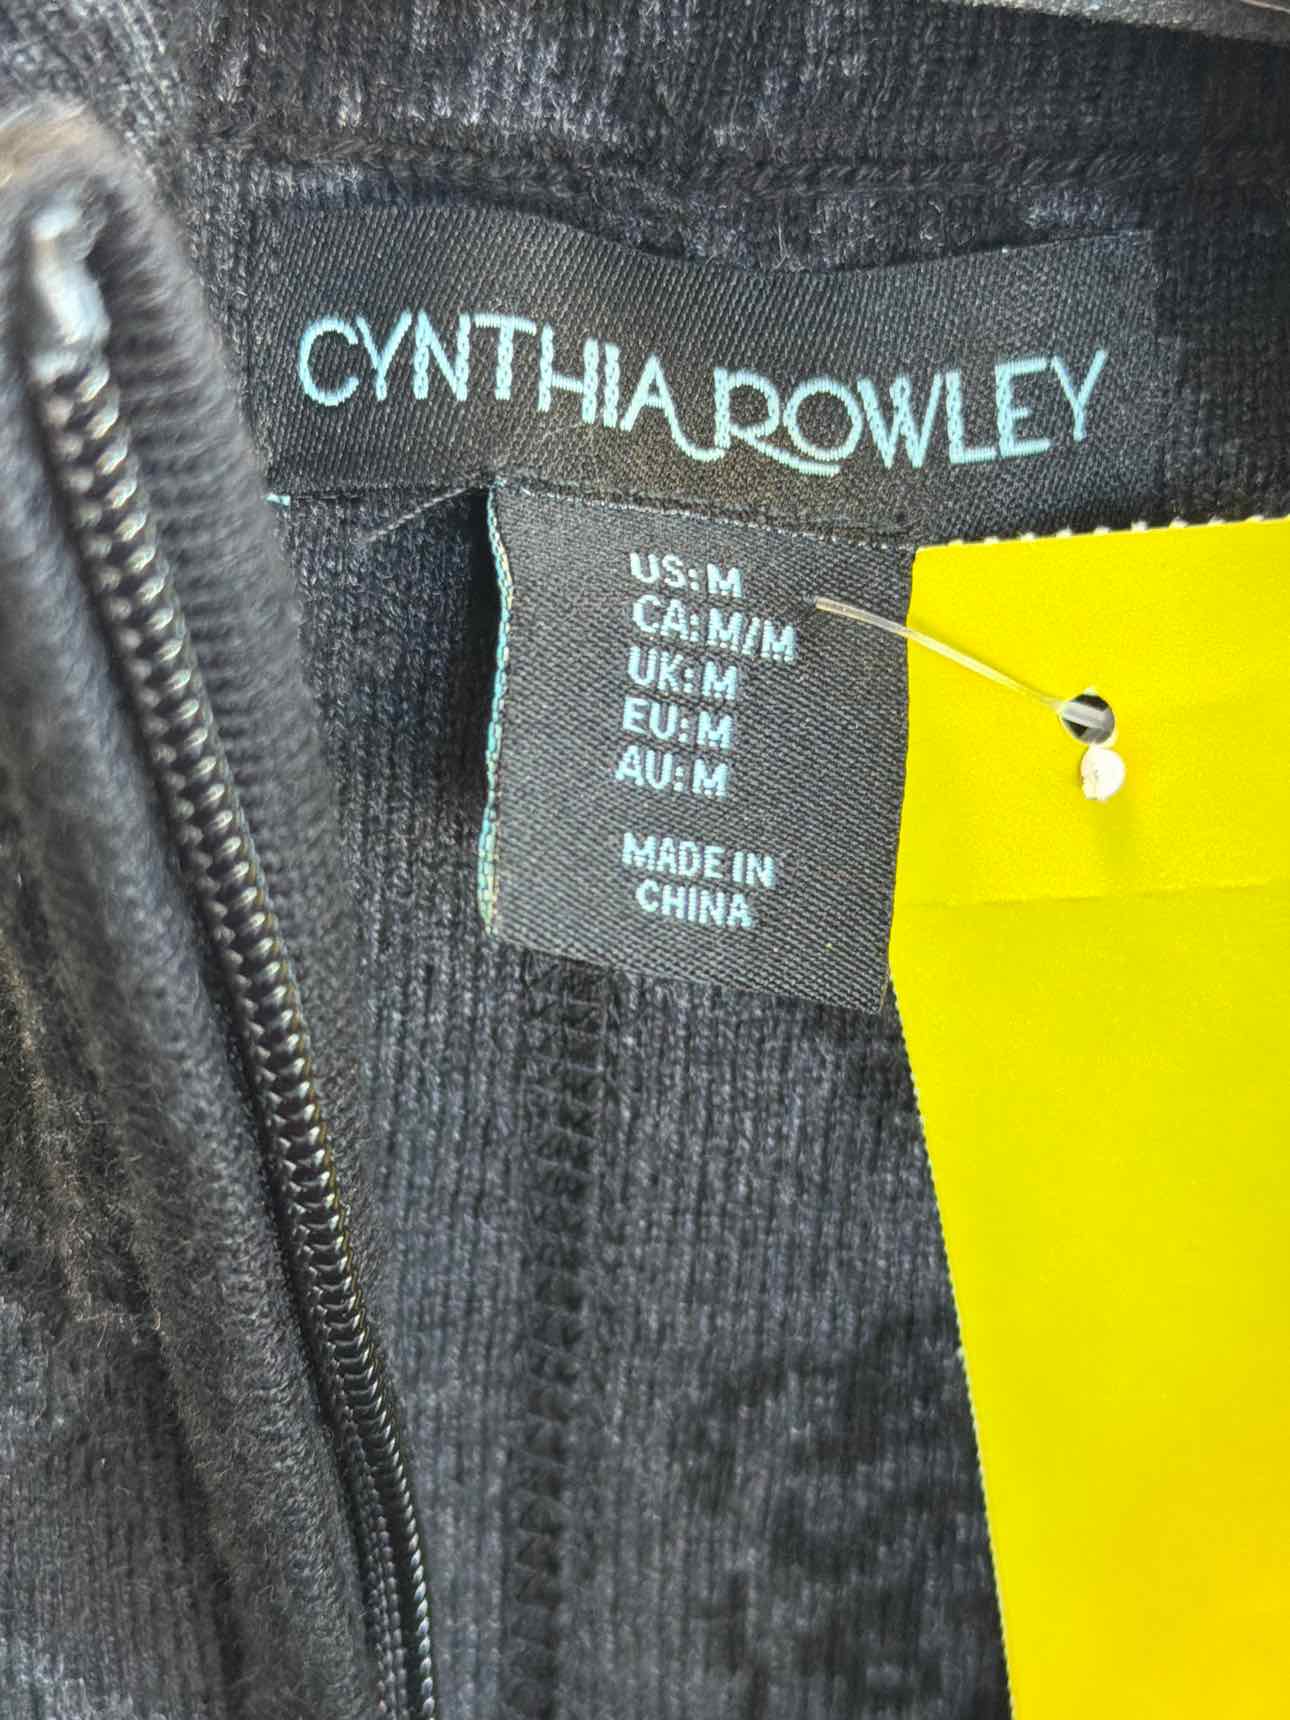 CYNTHIA ROWLEY
US: M
CA: M/M
UK: M
EU: M
AU: M
MADE IN
CHINA